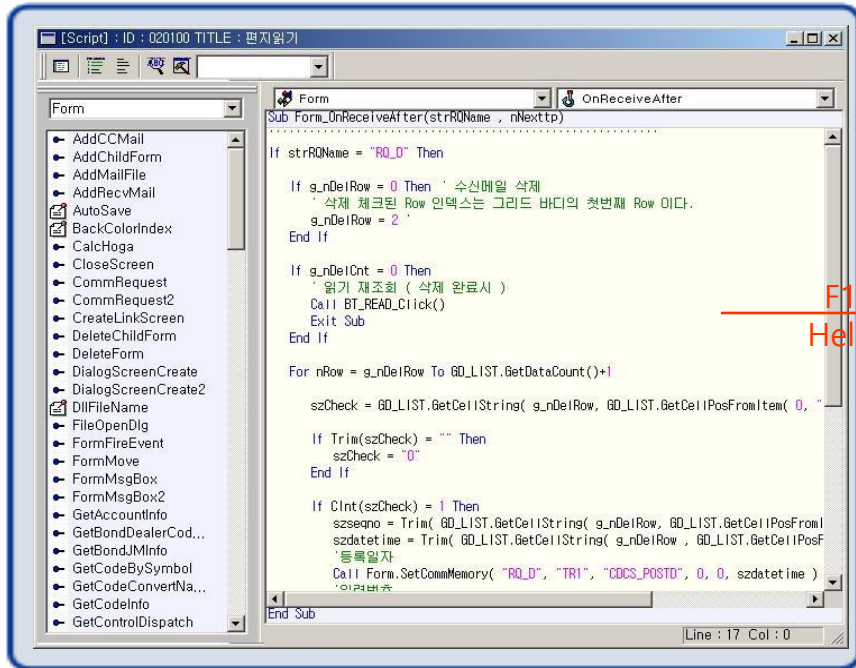 [Script] : ID : 020100 TITLE : 편지읽기
Form
AddCCMail
AddChildForm
AddMailFile
AddRecvMail
AutoSave
BackColorIndex
CalcHoga
CloseScreen
CommRequest
CommRequest2
CreateLinkScreen
DeleteChildForm
DeleteForm
DialogScreenCreate
DialogScreenCreate2
DllFileName
FileOpenDlg
FormFireEvent
FormMove
FormMsgBox
FormMsgBox2
GetAccountInfo
GetBondDealerCod...
GetBondJMInfo
GetCodeBySymbol
GetCodeConvertNa...
GetCodeInfo
GetControlDispatch
Form
OnReceiveAfter
Sub Form_OnReceiveAfter(strRQName , nNexttp)
If strRQName = "RQ_D" Then
If g_nDelRow = 0 Then ' 수신메일 삭제
' 삭제 체크된 Row 인덱스는 그리드 바디의 첫번째 Row 이다.
g_nDelRow = 2 '
End If
If g_nDelCnt = 0 Then
' 읽기 재조회 ( 삭제 완료시 )
Call BT_READ_Click()
Exit Sub
End If
For nRow = g_nDelRow To GD_LIST.GetDataCount()+1
szCheck = GD_LIST.GetCellString( g_nDelRow, GD_LIST.GetCellPosFromItem( 0, "
If Trim(szCheck) = "" Then
szCheck = "0"
End If
If CInt(szCheck) = 1 Then
szseqno = Trim( GD_LIST.GetCellString( g_nDelRow, GD_LIST.GetCellPosFromI
szdatetime = Trim( GD_LIST.GetCellString( g_nDelRow , GD_LIST.GetCellPosF
'등록일자
Call Form.SetCommMemory( "RQ_D", "TR1", "CDCS_POSTD", 0, 0, szdatetime )
End Sub
Line : 17 Col : 0
F1
Hel